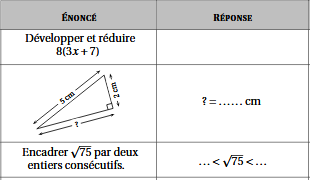 ÉNONCÉ RÉPONSE
Développer et réduire
8(3x + 7)
5 cm
2 cm
?
? = ...... cm
Encadrer √75 par deux
entiers consécutifs.
... < √75 < ...